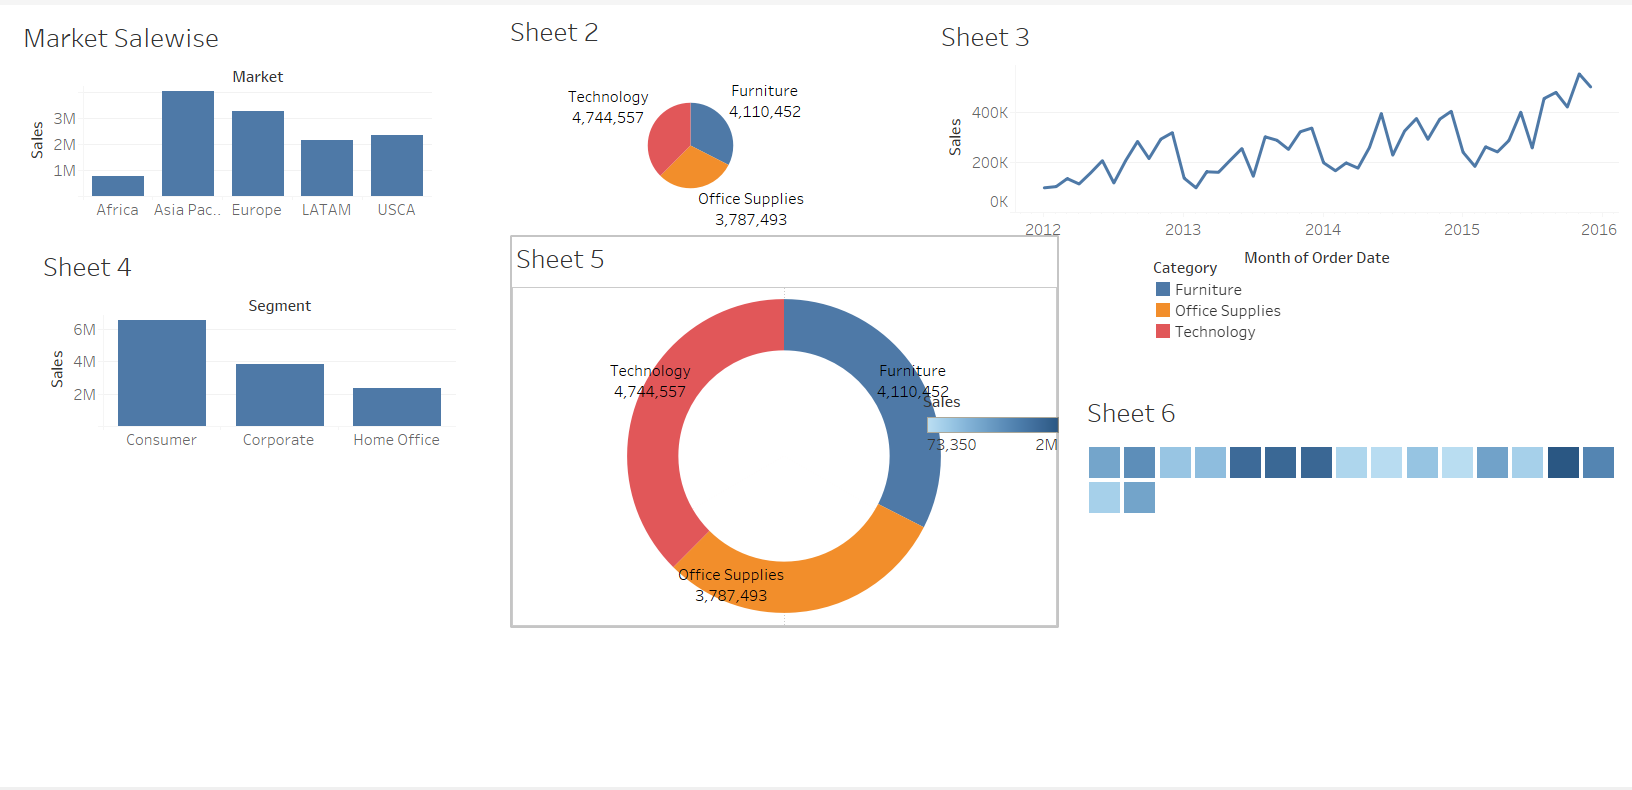 Market Salewise
Market
Sales
3M
2M
1M
Africa
Asia Pac..
Europe
LATAM
USCA
Sheet 2
Technology
4,744,557
Furniture
4,110,452
Office Supplies
3,787,493
Sheet 3
Sales
400K
200K
0K
2012
2013
2014
2015
2016
Month of Order Date
Category
Furniture
Office Supplies
Technology
Sheet 4
Segment
Sales
6M
4M
2M
Consumer
Corporate
Home Office
Sheet 5
Technology
4,744,557
Furniture
4,110,452
Sales
73,350
2M
Office Supplies
3,787,493
Sheet 6